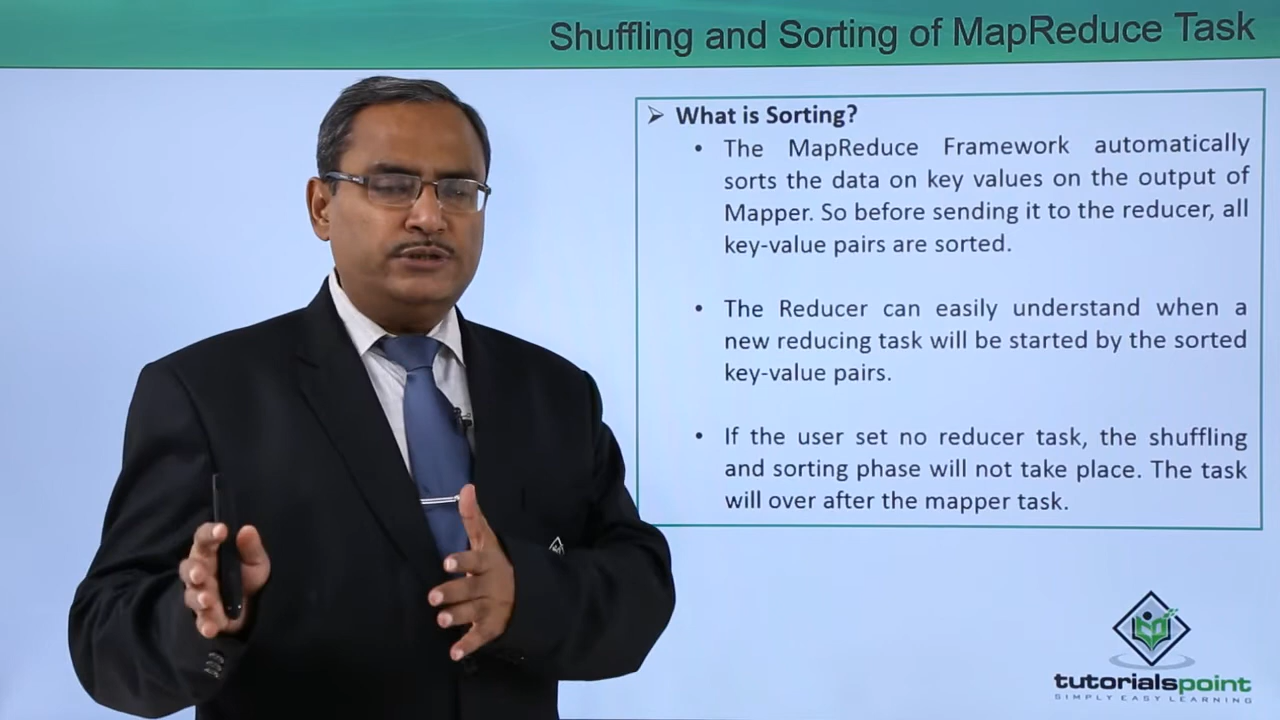 Shuffling and Sorting of MapReduce Task
➢ What is Sorting?
• The MapReduce Framework automatically
sorts the data on key values on the output of
Mapper. So before sending it to the reducer, all
key-value pairs are sorted.
• The Reducer can easily understand when a
new reducing task will be started by the sorted
key-value pairs.
• If the user set no reducer task, the shuffling
and sorting phase will not take place. The task
will over after the mapper task.
tutorialspoint
SIMPLY EASY LEARNING